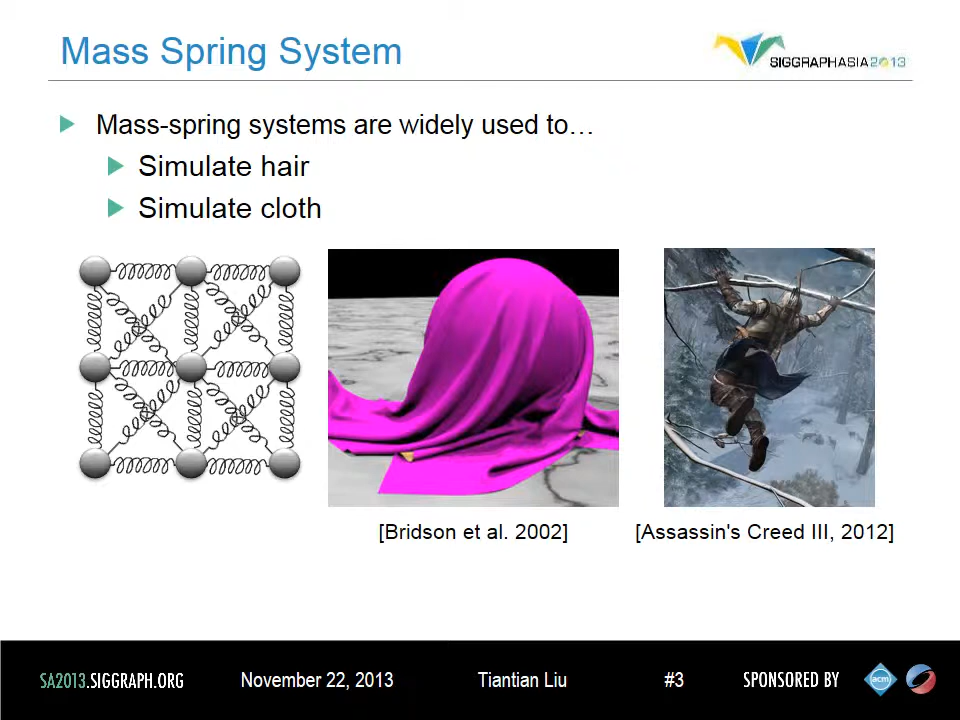 Mass Spring System
SIGGRAPHASIA2013
Mass-spring systems are widely used to…
Simulate hair
Simulate cloth
[Bridson et al. 2002]
[Assassin's Creed III, 2012]
SA2013.SIGGRAPH.ORG
November 22, 2013
Tiantian Liu
#3
SPONSORED BY
acm